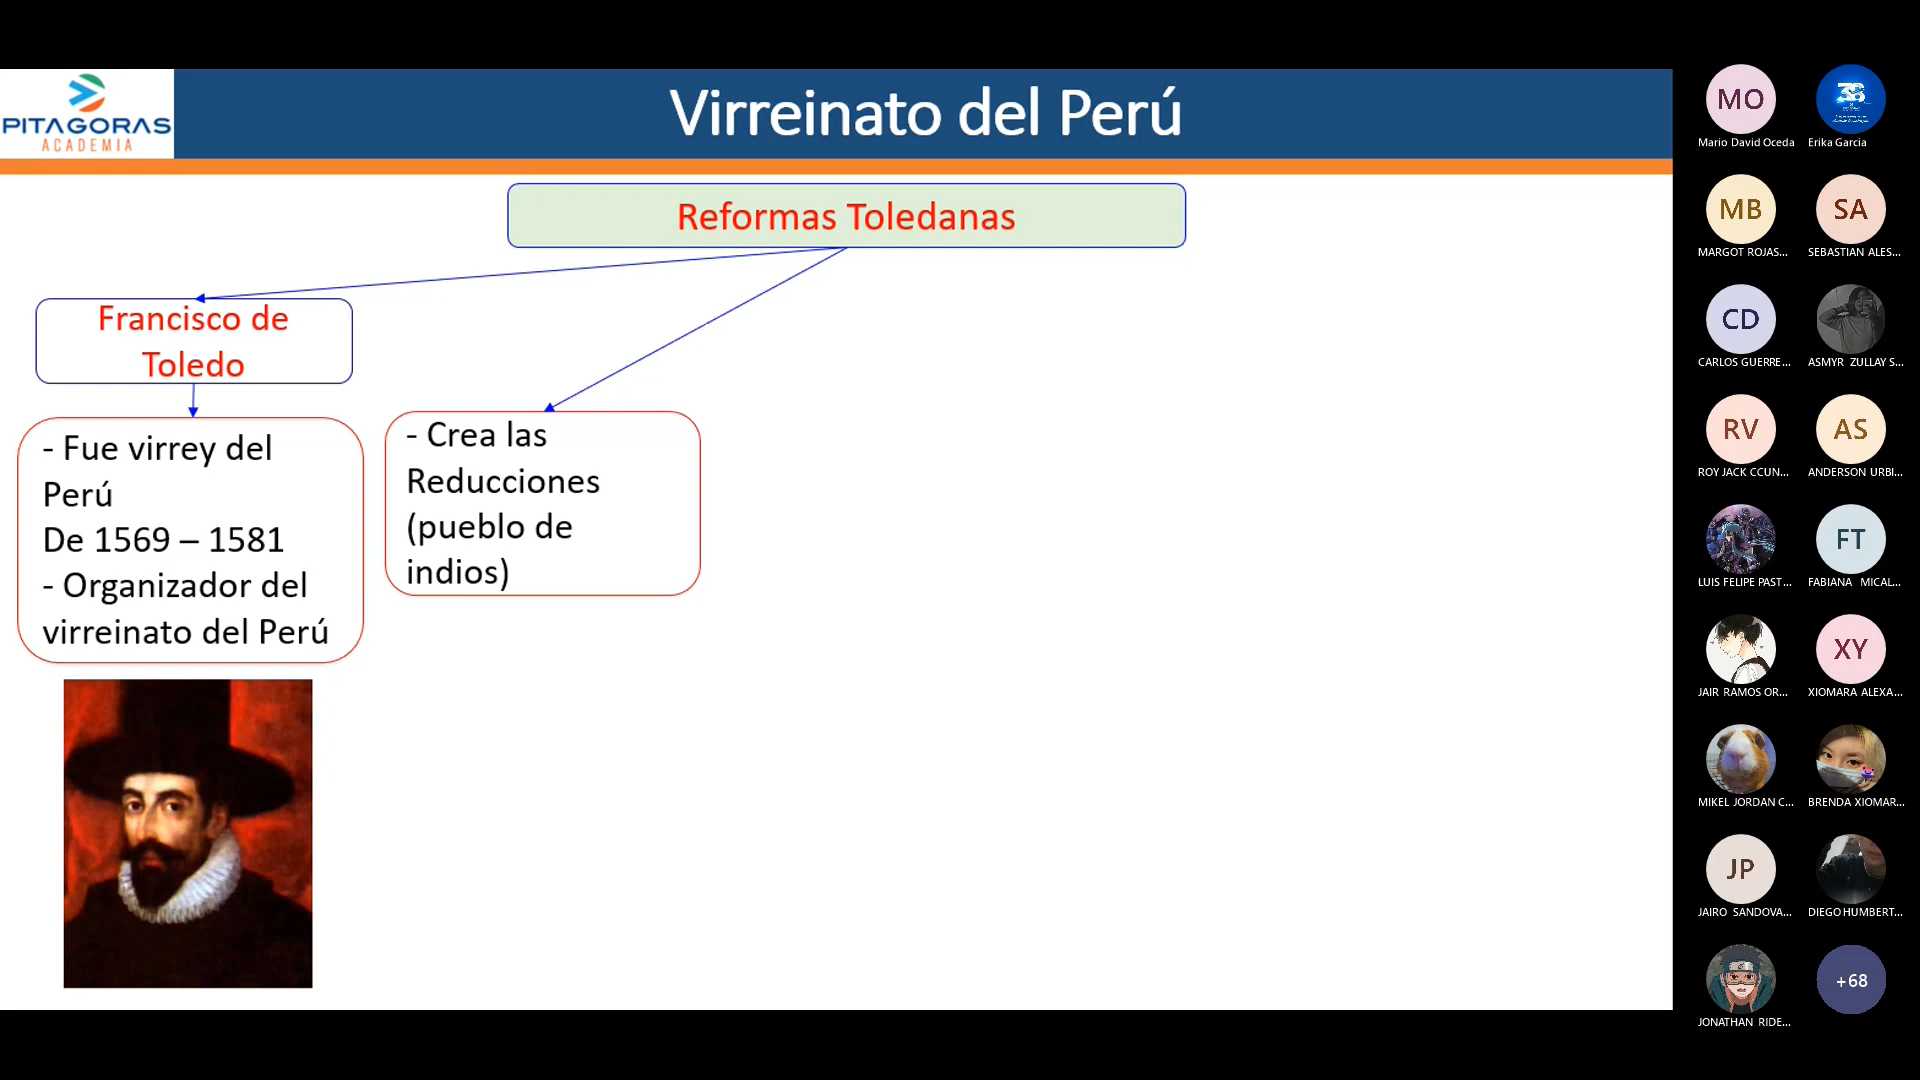 PITAGORAS
ACADEMIA
Virreinato del Perú
Reformas Toledanas
Francisco de
Toledo
- Fue virrey del
Perú
De 1569 – 1581
- Organizador del
virreinato del Perú
- Crea las
Reducciones
(pueblo de
indios)
MO
Mario David Oceda
Erika Garcia
MB
MARGOT ROJAS...
SA
SEBASTIAN ALES...
CD
CARLOS GUERRE...
ASMYR ZULLAY S...
RV
ROY JACK CCUN...
AS
ANDERSON URBI...
LUIS FELIPE PAST...
FT
FABIANA MICAL...
JAIR RAMOS OR...
XY
XIOMARA ALEXA...
MIKEL JORDAN C...
BRENDA XIOMAR...
JP
JAIRO SANDOVA...
DIEGO HUMBERT...
JONATHAN RIDE...
+68